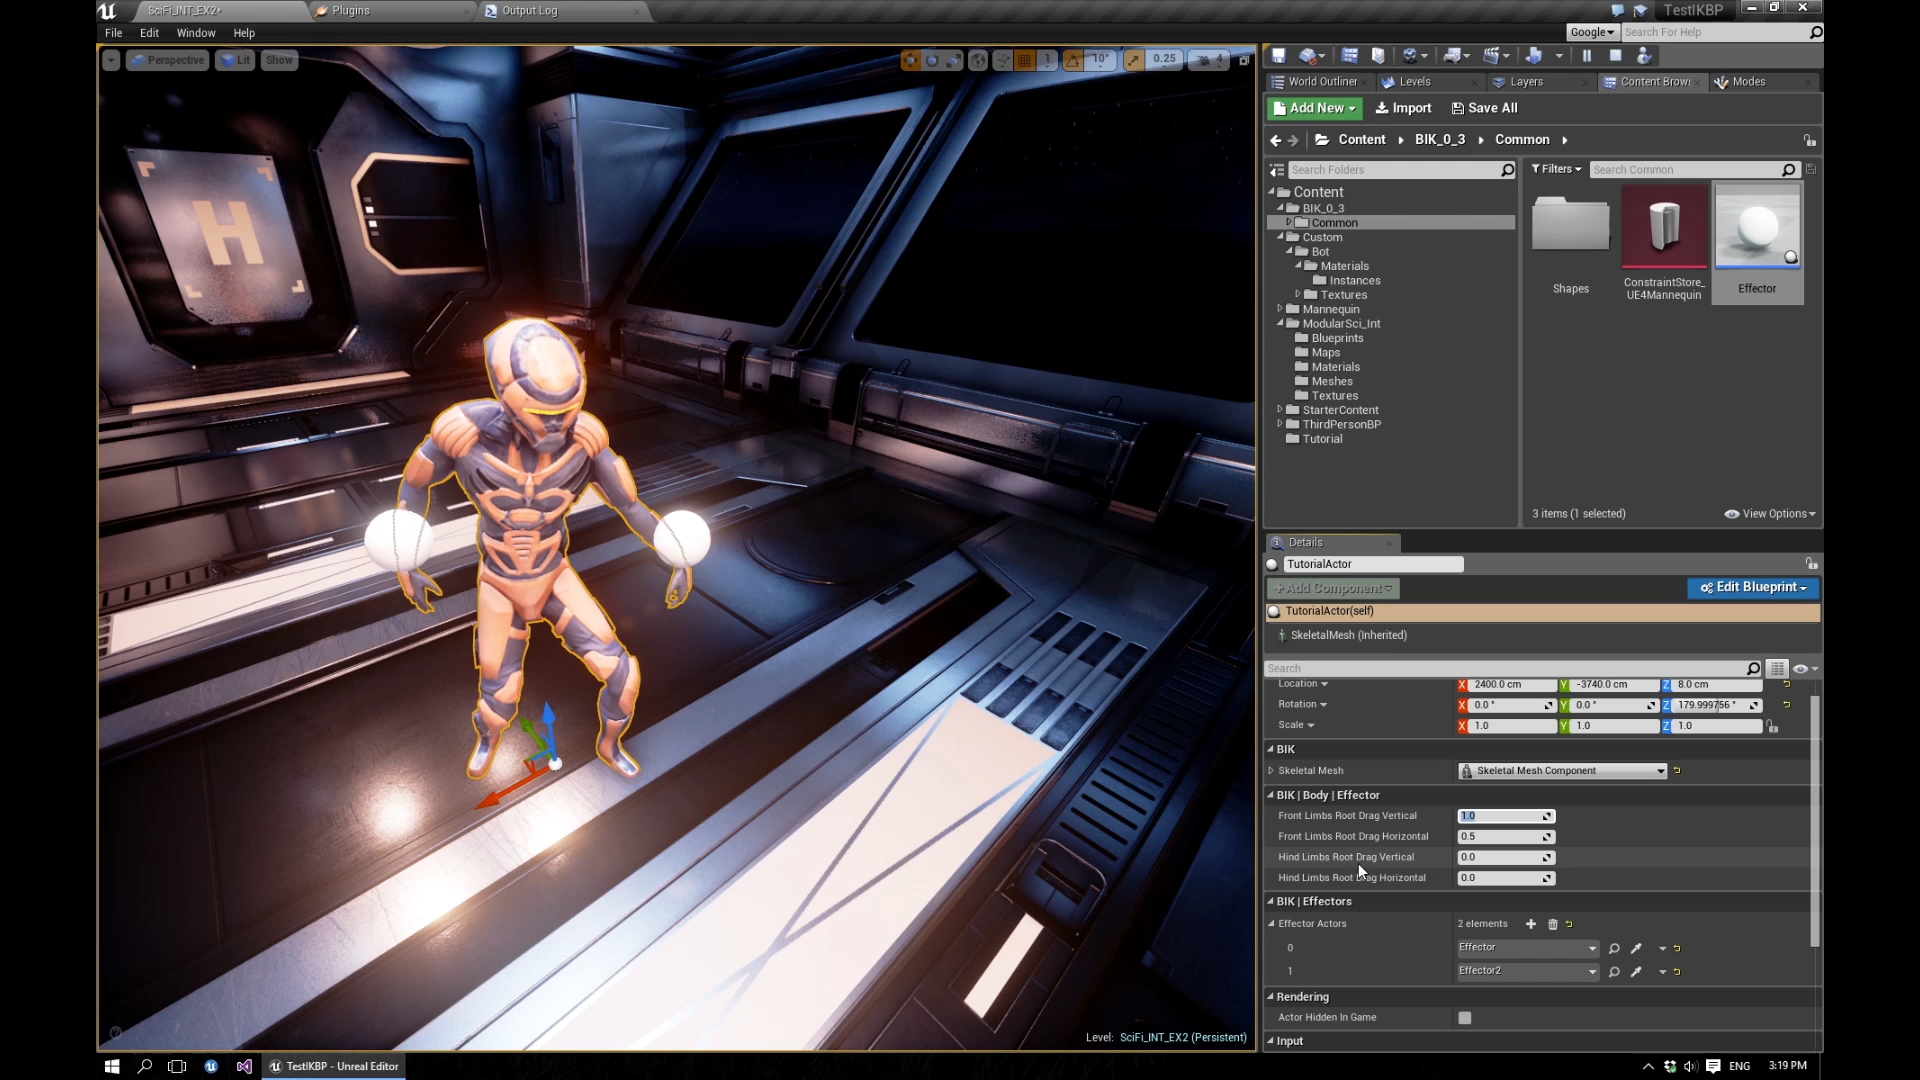 SciFi_INT_EX2*
Plugins
Output Log
TestIKBP
File Edit Window Help
Google
Search For Help
Perspective Lit Show
1 10° 0.25 4
World Outliner Levels Layers Content Brow Modes
Add New Import Save All
Content BIK_0_3 Common
Search Folders
Filters
Search Common
Content
BIK_0_3
Common
Custom
Bot
Materials
Instances
Textures
Mannequin
ModularSci_Int
Blueprints
Maps
Materials
Meshes
Textures
StarterContent
ThirdPersonBP
Tutorial
Shapes
ConstraintStore_
UE4Mannequin
Effector
3 items (1 selected)
View Options
H
Details
TutorialActor
+Add Component
Edit Blueprint
TutorialActor(self)
SkeletalMesh (Inherited)
Search
Location X 2400.0 cm Y -3740.0 cm Z 8.0 cm
Rotation X 0.0 ° Y 0.0 ° Z 179.999756 °
Scale X 1.0 Y 1.0 Z 1.0
BIK
Skeletal Mesh Skeletal Mesh Component
BIK | Body | Effector
Front Limbs Root Drag Vertical 1.0
Front Limbs Root Drag Horizontal 0.5
Hind Limbs Root Drag Vertical 0.0
Hind Limbs Root Drag Horizontal 0.0
BIK | Effectors
Effector Actors 2 elements
0 Effector
1 Effector2
Rendering
Actor Hidden In Game
Input
Level: SciFi_INT_EX2 (Persistent)
TestIKBP - Unreal Editor
ENG
3:19 PM